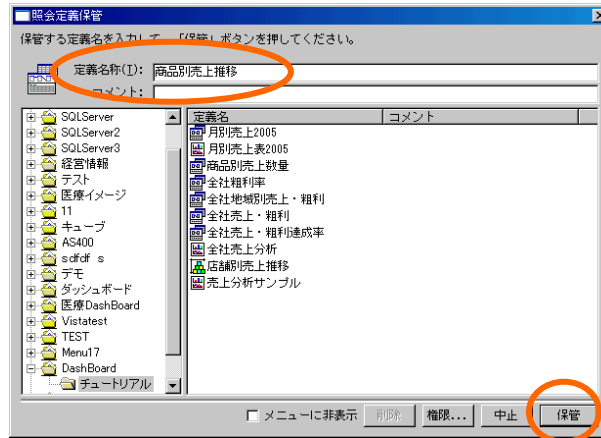 照会定義保管
保管する定義名を入力して、「保管」ボタンを押してください。
定義名称(I): 商品別売上推移
コメント:
SQLServer
SQLServer2
SQLServer3
経営情報
テスト
医療イメージ
11
キューブ
AS400
sdfdf s
デモ
ダッシュボード
医療DashBoard
Vistatest
TEST
Menu17
DashBoard
チュートリアル
定義名 コメント
月別売上2005
月別売上表2005
商品別売上数量
全社粗利率
全社地域別売上・粗利
全社売上・粗利
全社売上・粗利達成率
全社売上分析
店舗別売上推移
売上分析サンプル
メニューに非表示 削除 権限... 中止 保管